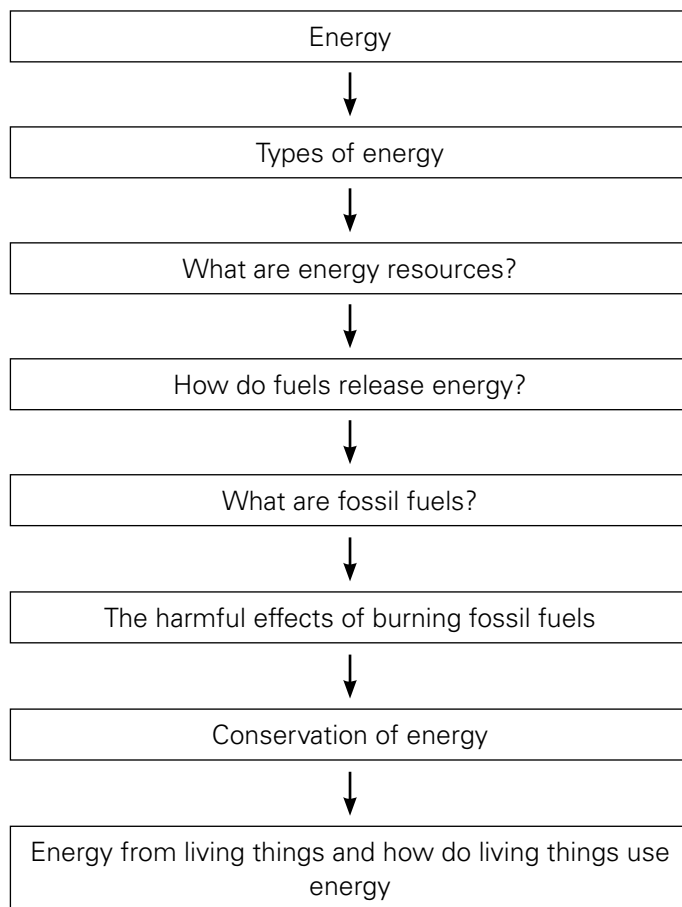 Energy
Types of energy
What are energy resources?
How do fuels release energy?
What are fossil fuels?
The harmful effects of burning fossil fuels
Conservation of energy
Energy from living things and how do living things use
energy